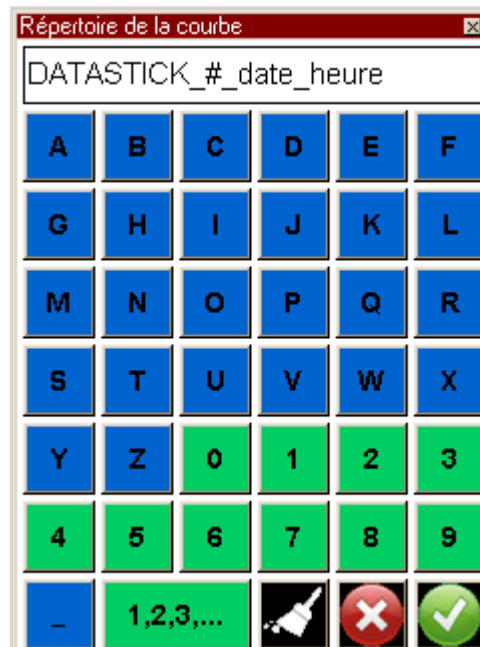 Répertoire de la courbe
DATASTICK_#_date_heure
A B C D E F
G H I J K L
M N O P Q R
S T U V W X
Y Z 0 1 2 3
4 5 6 7 8 9
_ 1,2,3,...